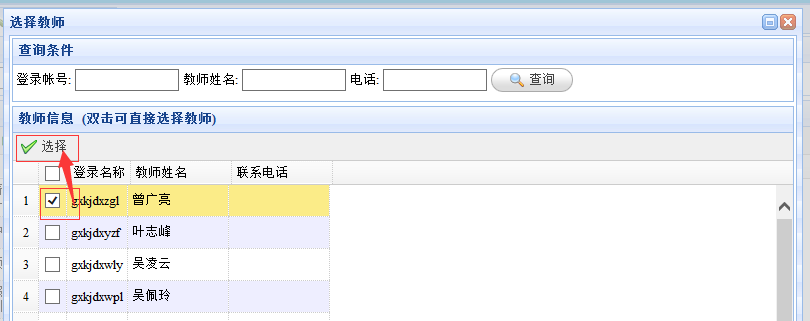 选择教师
查询条件
登录帐号: 教师姓名: 电话: 查询
教师信息 (双击可直接选择教师)
选择
登录名称 教师姓名 联系电话
1 gxkjdxzgl 曾广亮
2 gxkjdxyzf 叶志峰
3 gxkjdxwly 吴凌云
4 gxkjdxwpl 吴佩玲